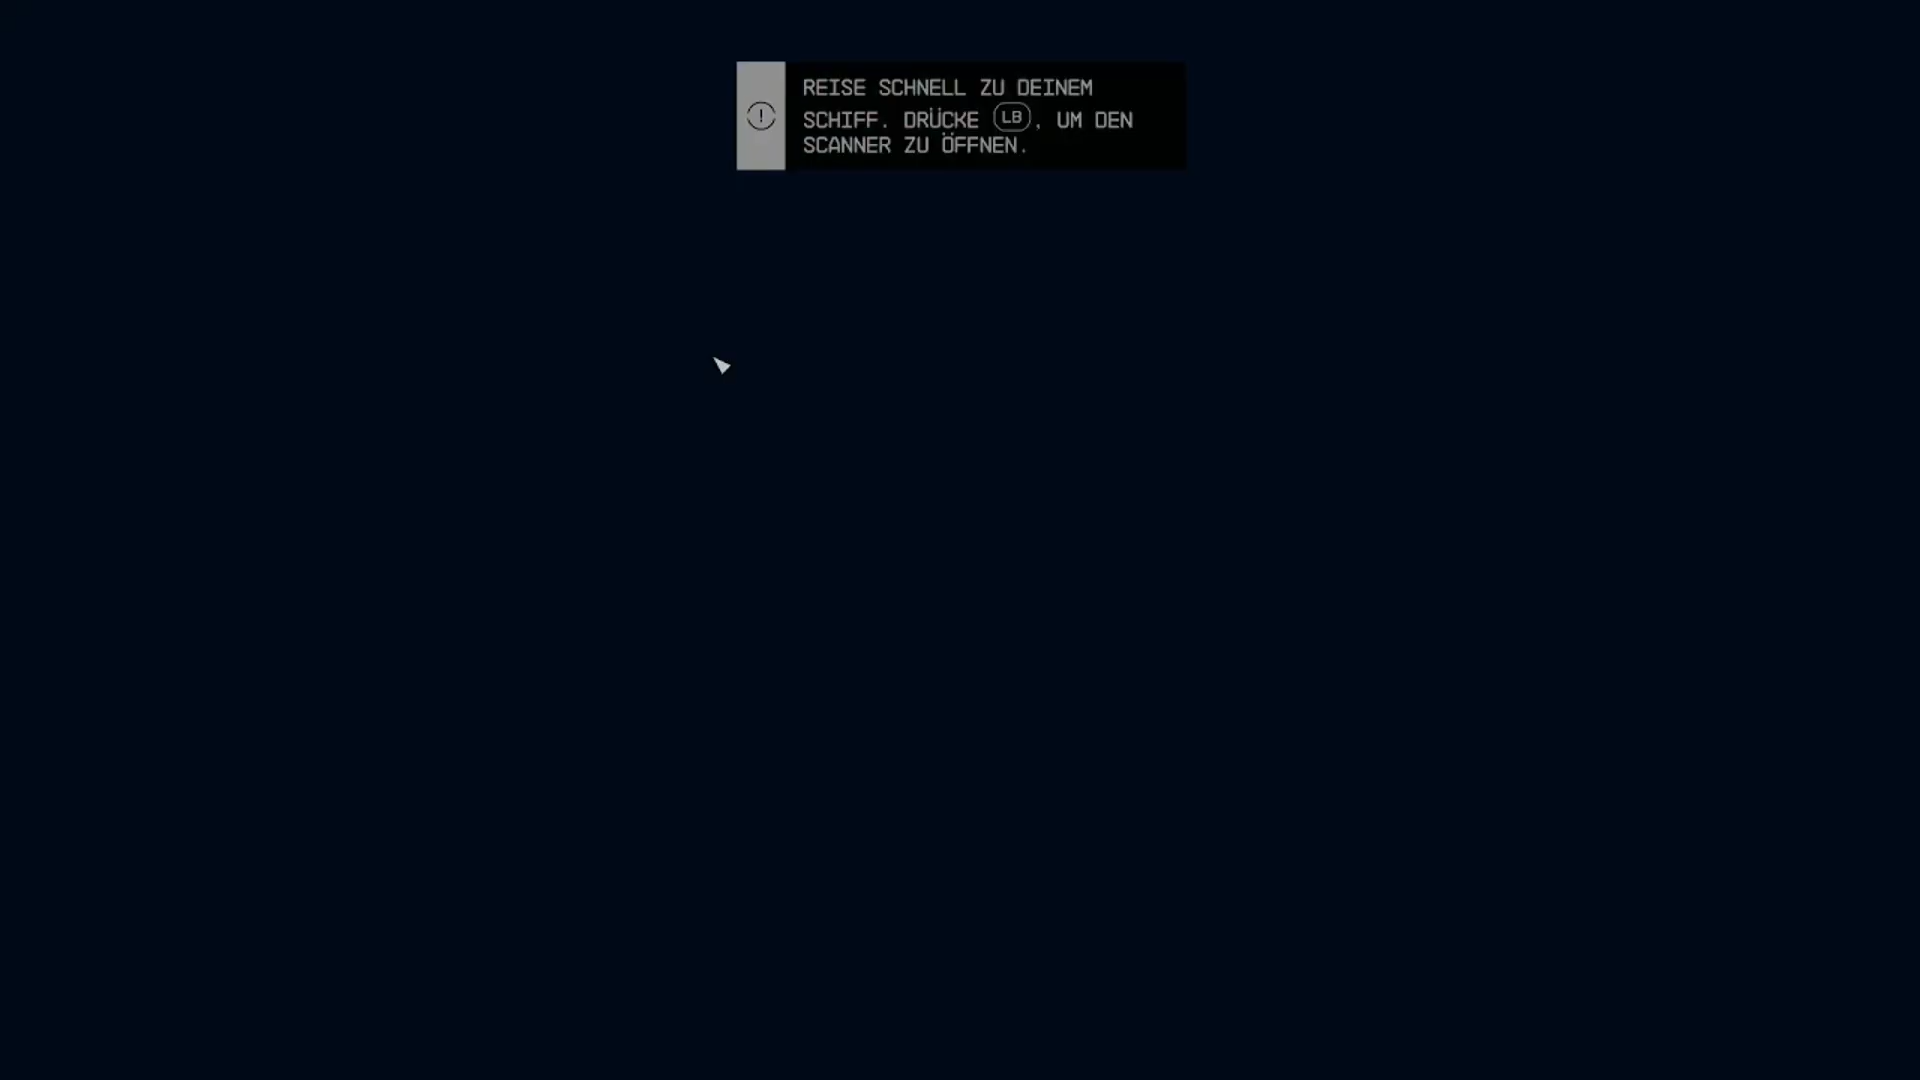 REISE SCHNELL ZU DEINEM
SCHIFF. DRÜCKE LB, UM DEN
SCANNER ZU ÖFFNEN.